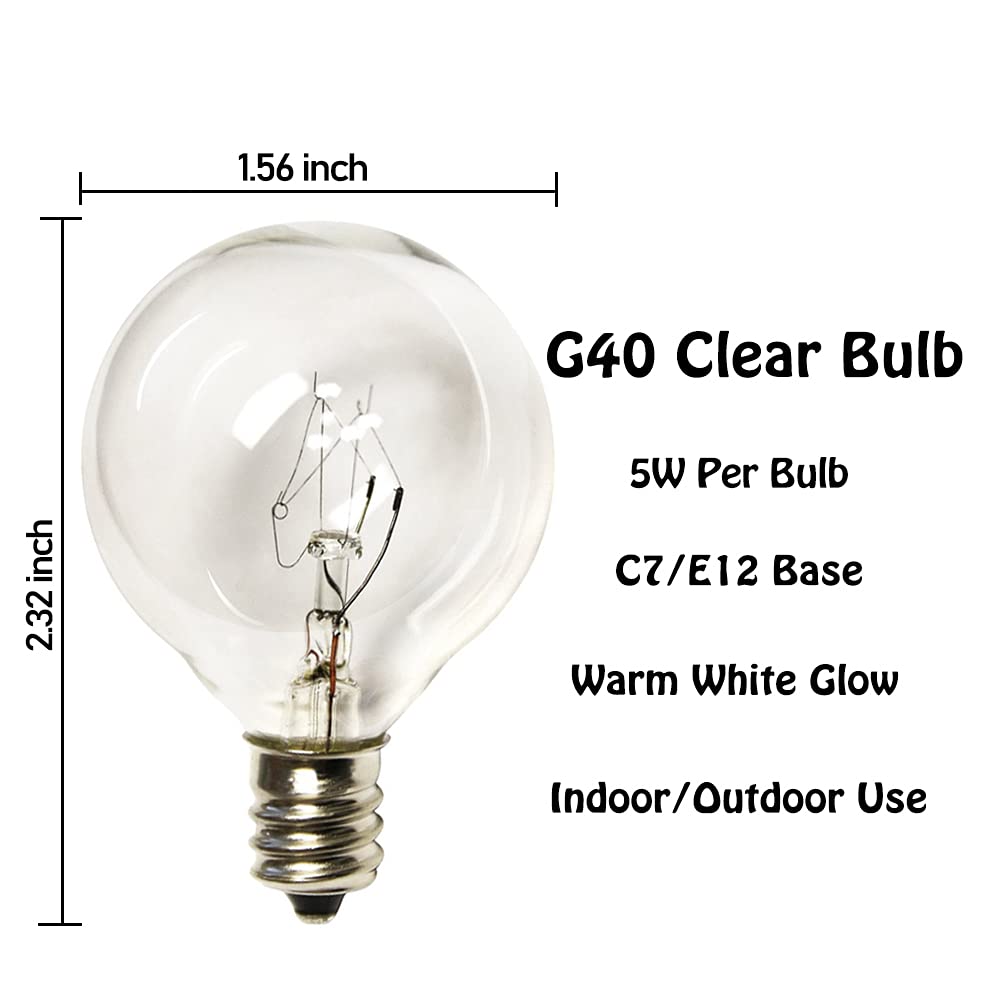 1.56 inch
2.32 inch
G40 Clear Bulb
5W Per Bulb
C7/E12 Base
Warm White Glow
Indoor/Outdoor Use